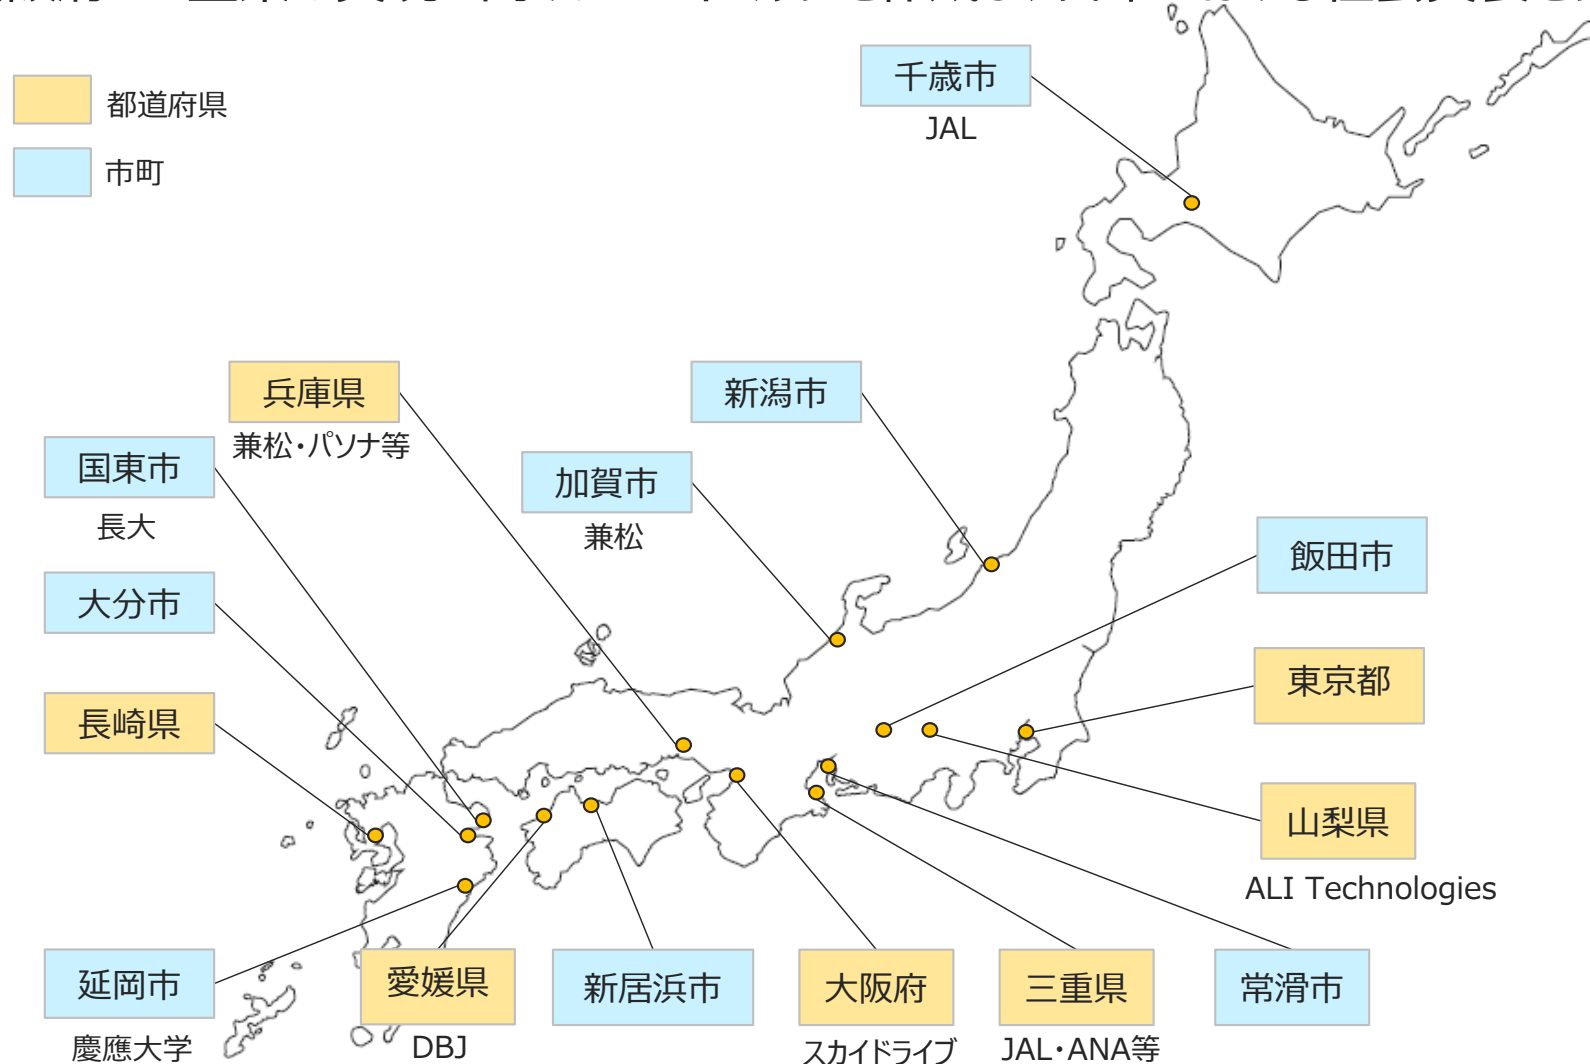 都道府県
市町
千歳市
JAL
兵庫県
兼松・パソナ等
新潟市
国東市
長大
加賀市
兼松
飯田市
大分市
東京都
長崎県
山梨県
ALI Technologies
延岡市
慶應大学
愛媛県
DBJ
新居浜市
大阪府
スカイドライブ
三重県
JAL・ANA等
常滑市